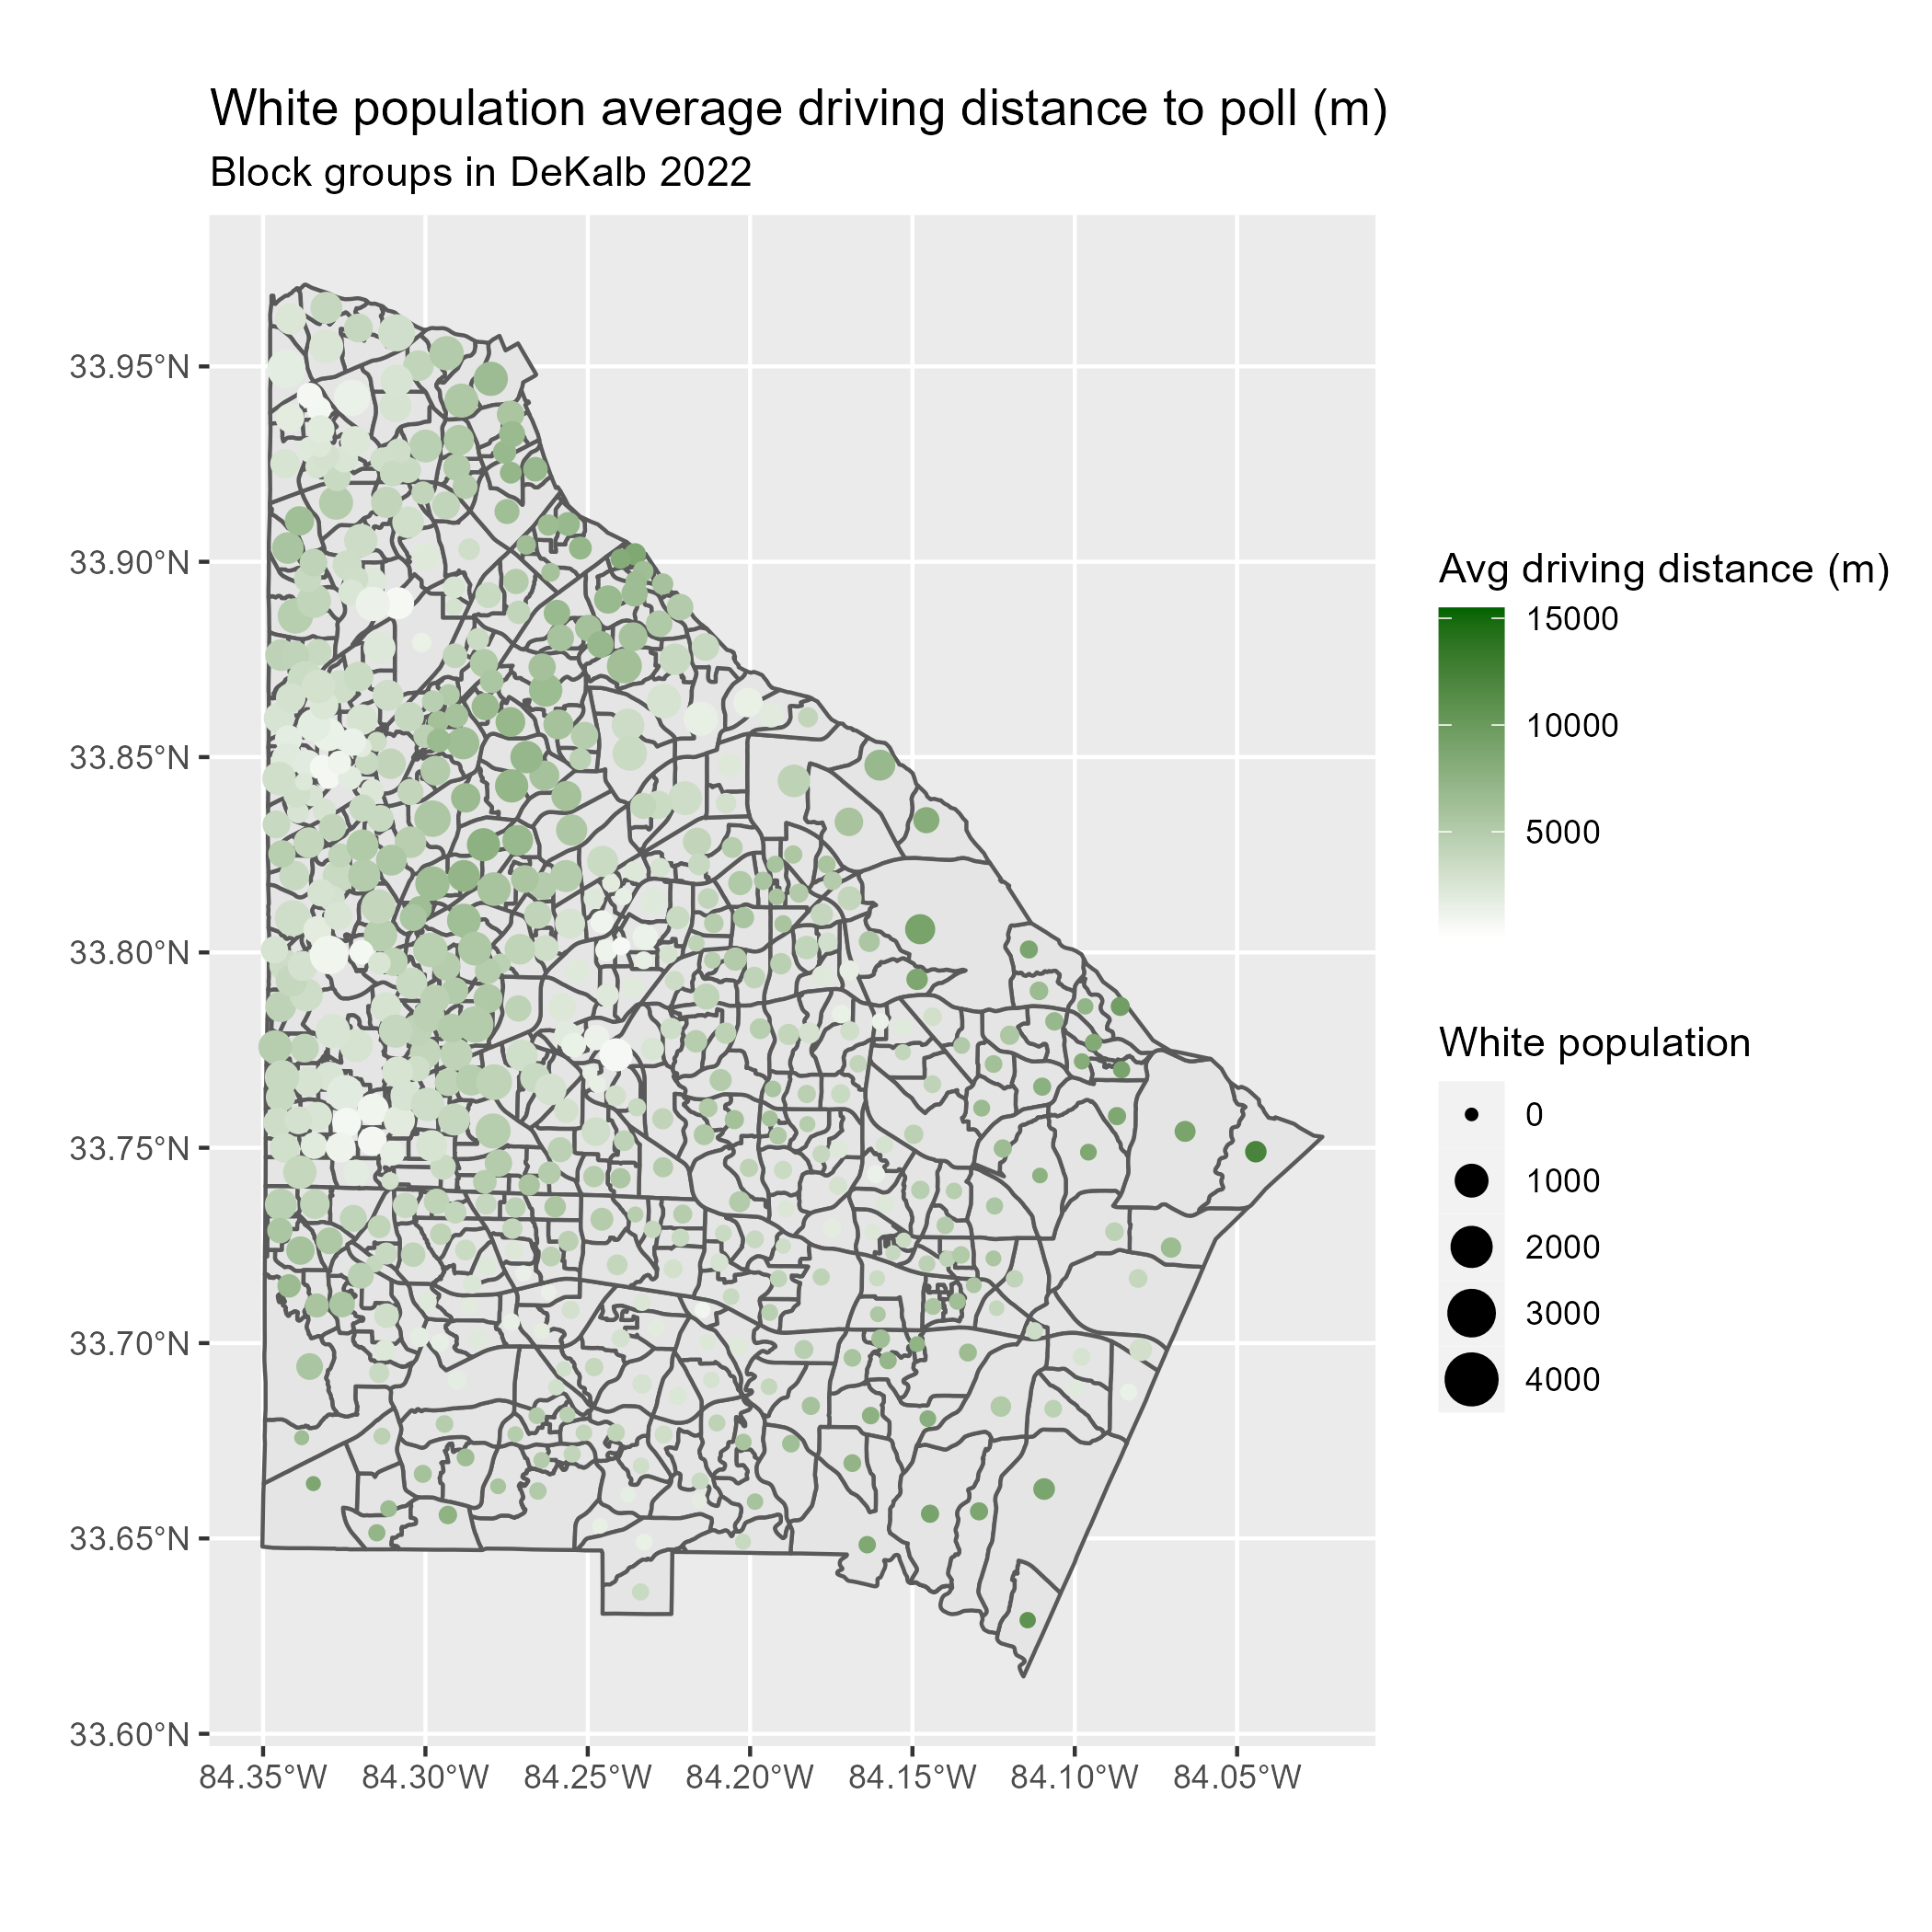 White population average driving distance to poll (m)
Block groups in DeKalb 2022
33.95°N
33.90°N
33.85°N
33.80°N
33.75°N
33.70°N
33.65°N
33.60°N
84.35°W 84.30°W 84.25°W 84.20°W 84.15°W 84.10°W 84.05°W
Avg driving distance (m)
15000
10000
5000
White population
0
1000
2000
3000
4000